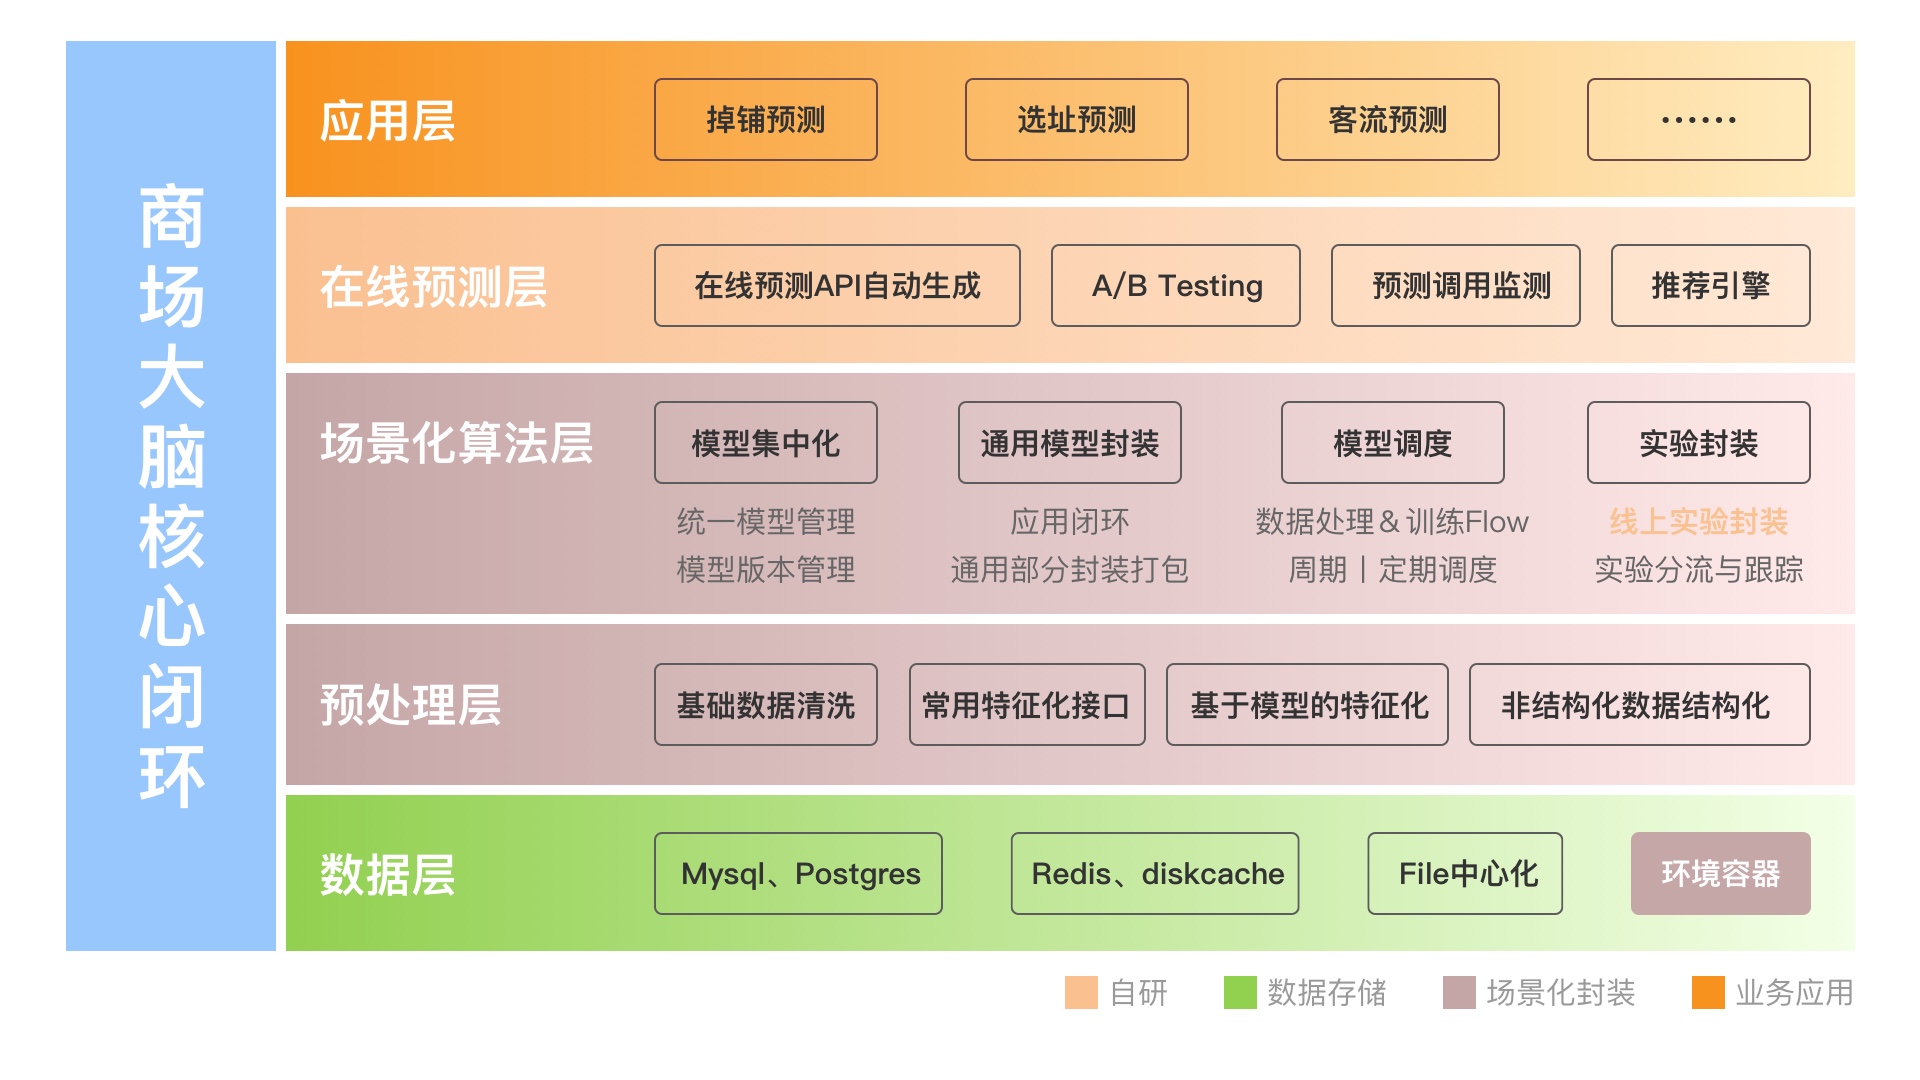 商场大脑核心闭环
应用层
掉铺预测
选址预测
客流预测
……
在线预测层
在线预测API自动生成
A/B Testing
预测调用监测
推荐引擎
场景化算法层
模型集中化
统一模型管理
模型版本管理
通用模型封装
应用闭环
通用部分封装打包
模型调度
数据处理＆训练Flow
周期丨定期调度
实验封装
线上实验封装
实验分流与跟踪
预处理层
基础数据清洗
常用特征化接口
基于模型的特征化
非结构化数据结构化
数据层
Mysql、Postgres
Redis、diskcache
File中心化
环境容器
自研
数据存储
场景化封装
业务应用